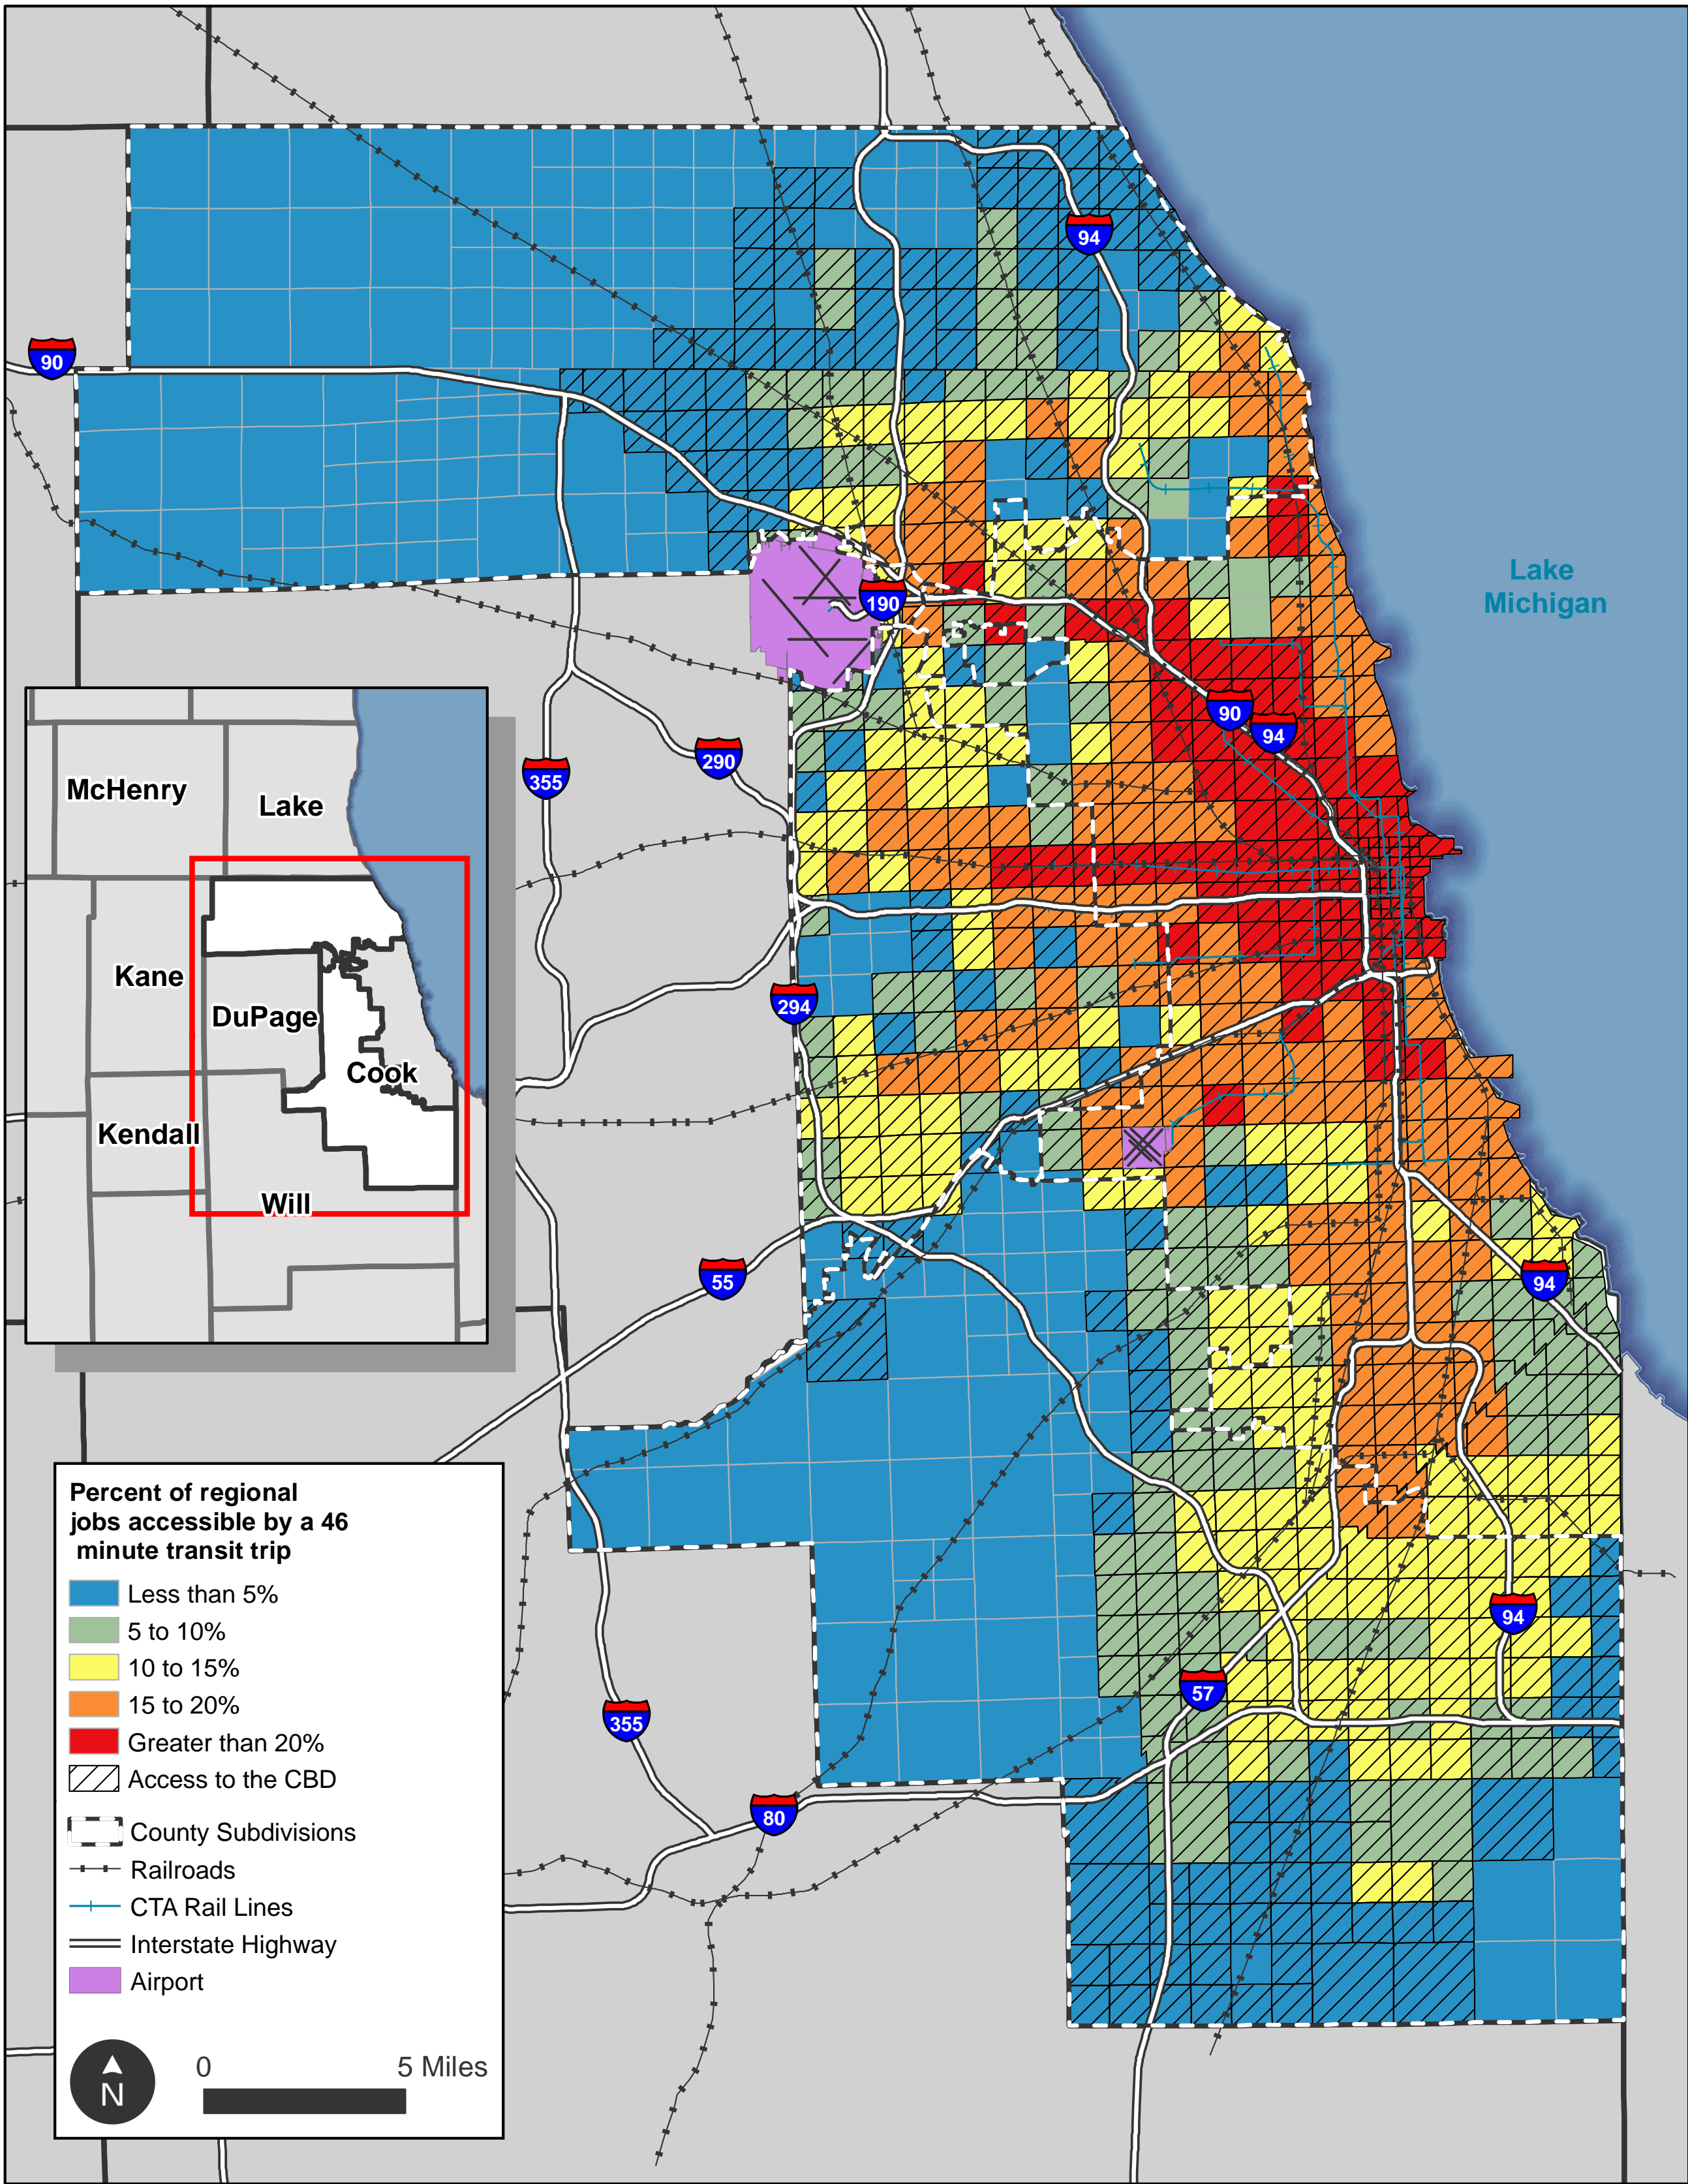 94
90
190
Lake
Michigan
90
94
290
355
McHenry
Lake
Kane
DuPage
Cook
Kendall
Will
294
55
94
Percent of regional
jobs accessible by a 46
minute transit trip
Less than 5%
5 to 10%
10 to 15%
15 to 20%
Greater than 20%
Access to the CBD
County Subdivisions
Railroads
CTA Rail Lines
Interstate Highway
Airport
N
0
5 Miles
94
57
355
80